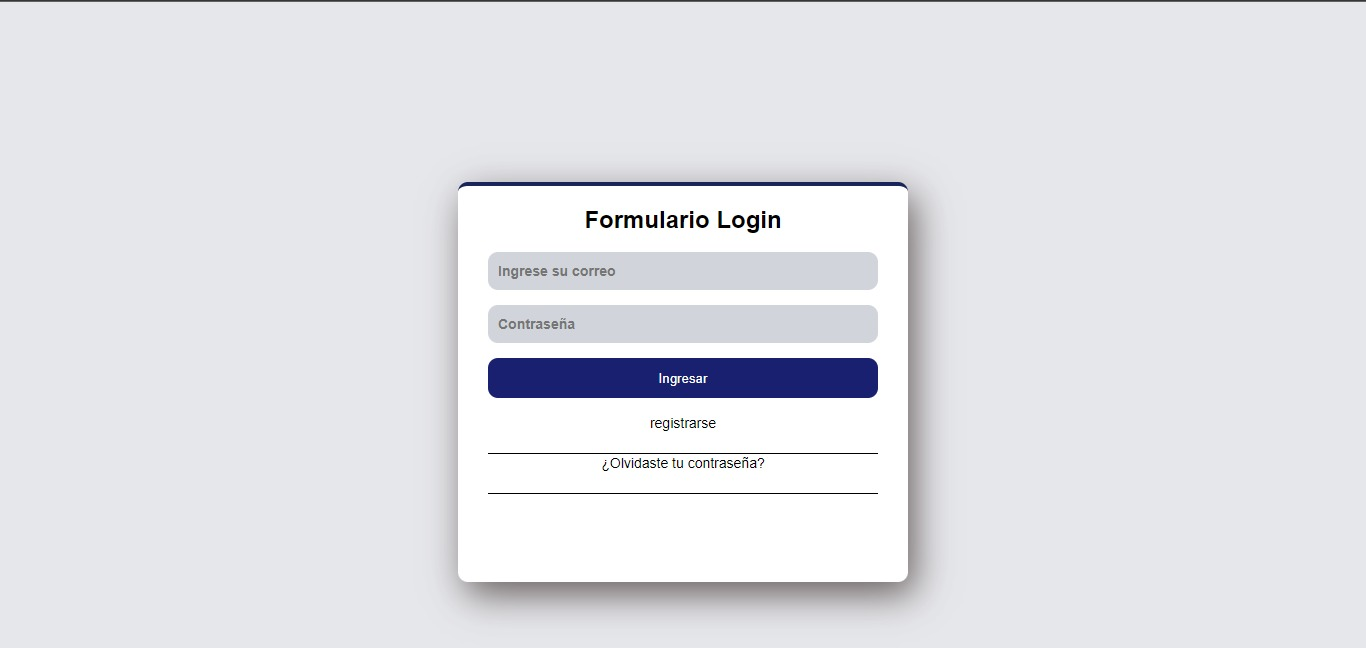 Formulario Login
Ingrese su correo
Contraseña
Ingresar
registrarse
¿Olvidaste tu contraseña?